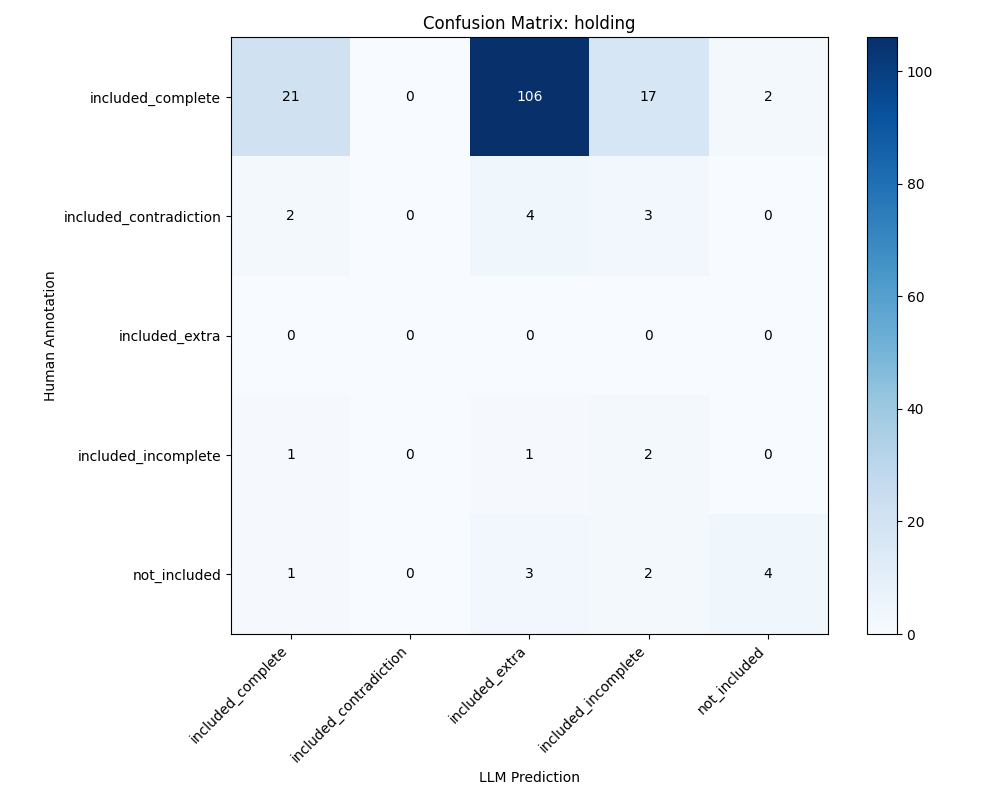 Confusion Matrix: holding
included_complete 21 0 106 17 2
included_contradiction 2 0 4 3 0
included_extra 0 0 0 0 0
included_incomplete 1 0 1 2 0
not_included 1 0 3 2 4
Human Annotation
included_complete
included_contradiction
included_extra
included_incomplete
not_included
LLM Prediction
100
80
60
40
20
0